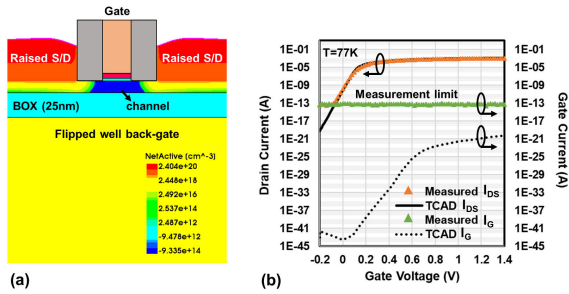 Gate
Raised S/D
Raised S/D
BOX (25nm)
channel
Flipped well back-gate
NetActive (cm^-3)
2.404e+20
2.448e+18
2.492e+16
2.537e+14
2.487e+12
-9.478e+12
-9.335e+14
(a)
T=77K
Measurement limit
Measured IDS
TCAD IDS
Measured IG
TCAD IG
Drain Current (A)
1E-01
1E-05
1E-09
1E-13
1E-17
1E-21
1E-25
1E-29
1E-33
1E-37
1E-41
1E-45
Gate Current (A)
1E-01
1E-05
1E-09
1E-13
1E-17
1E-21
1E-25
1E-29
1E-33
1E-37
1E-41
1E-45
-0.2 0 0.2 0.4 0.6 0.8 1 1.2 1.4
Gate Voltage (V)
(b)